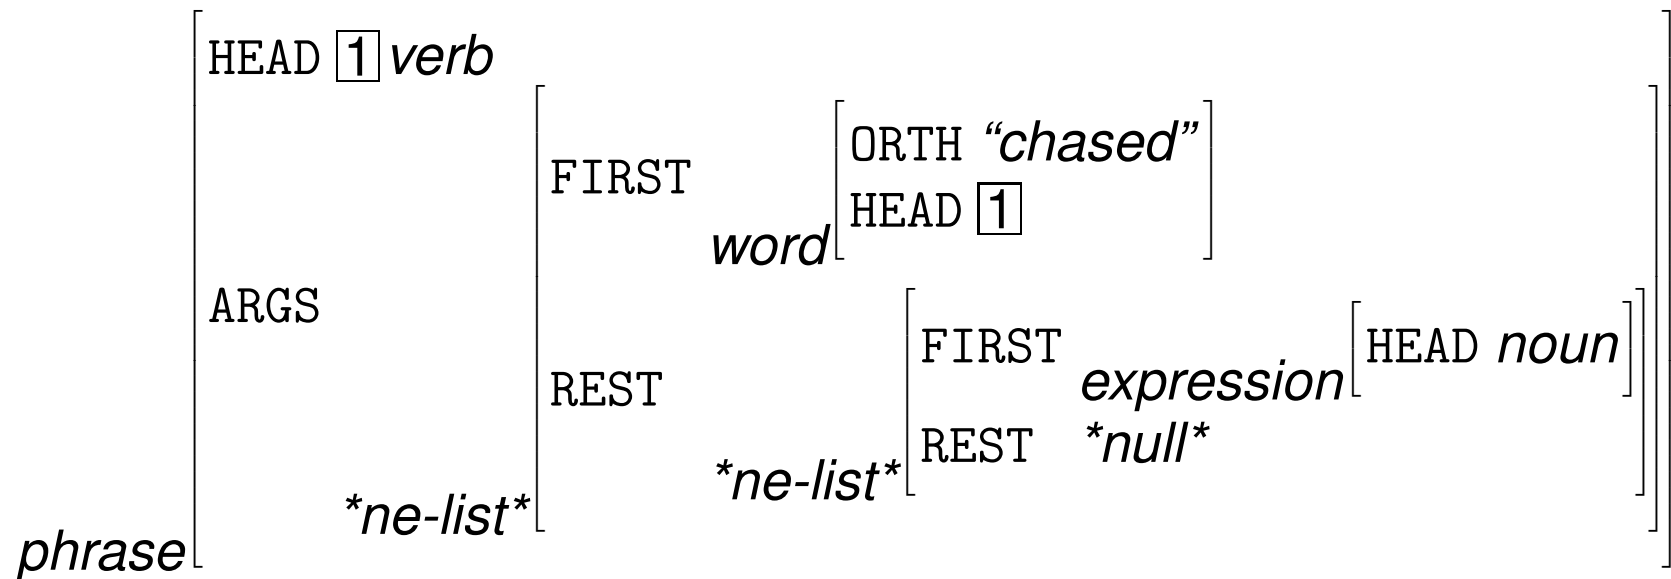 HEAD 1 verb
ORTH “chased”
FIRST
HEAD 1
word
ARGS
FIRST
HEAD noun
expression
REST
REST *null*
*ne-list*
*ne-list*
phrase